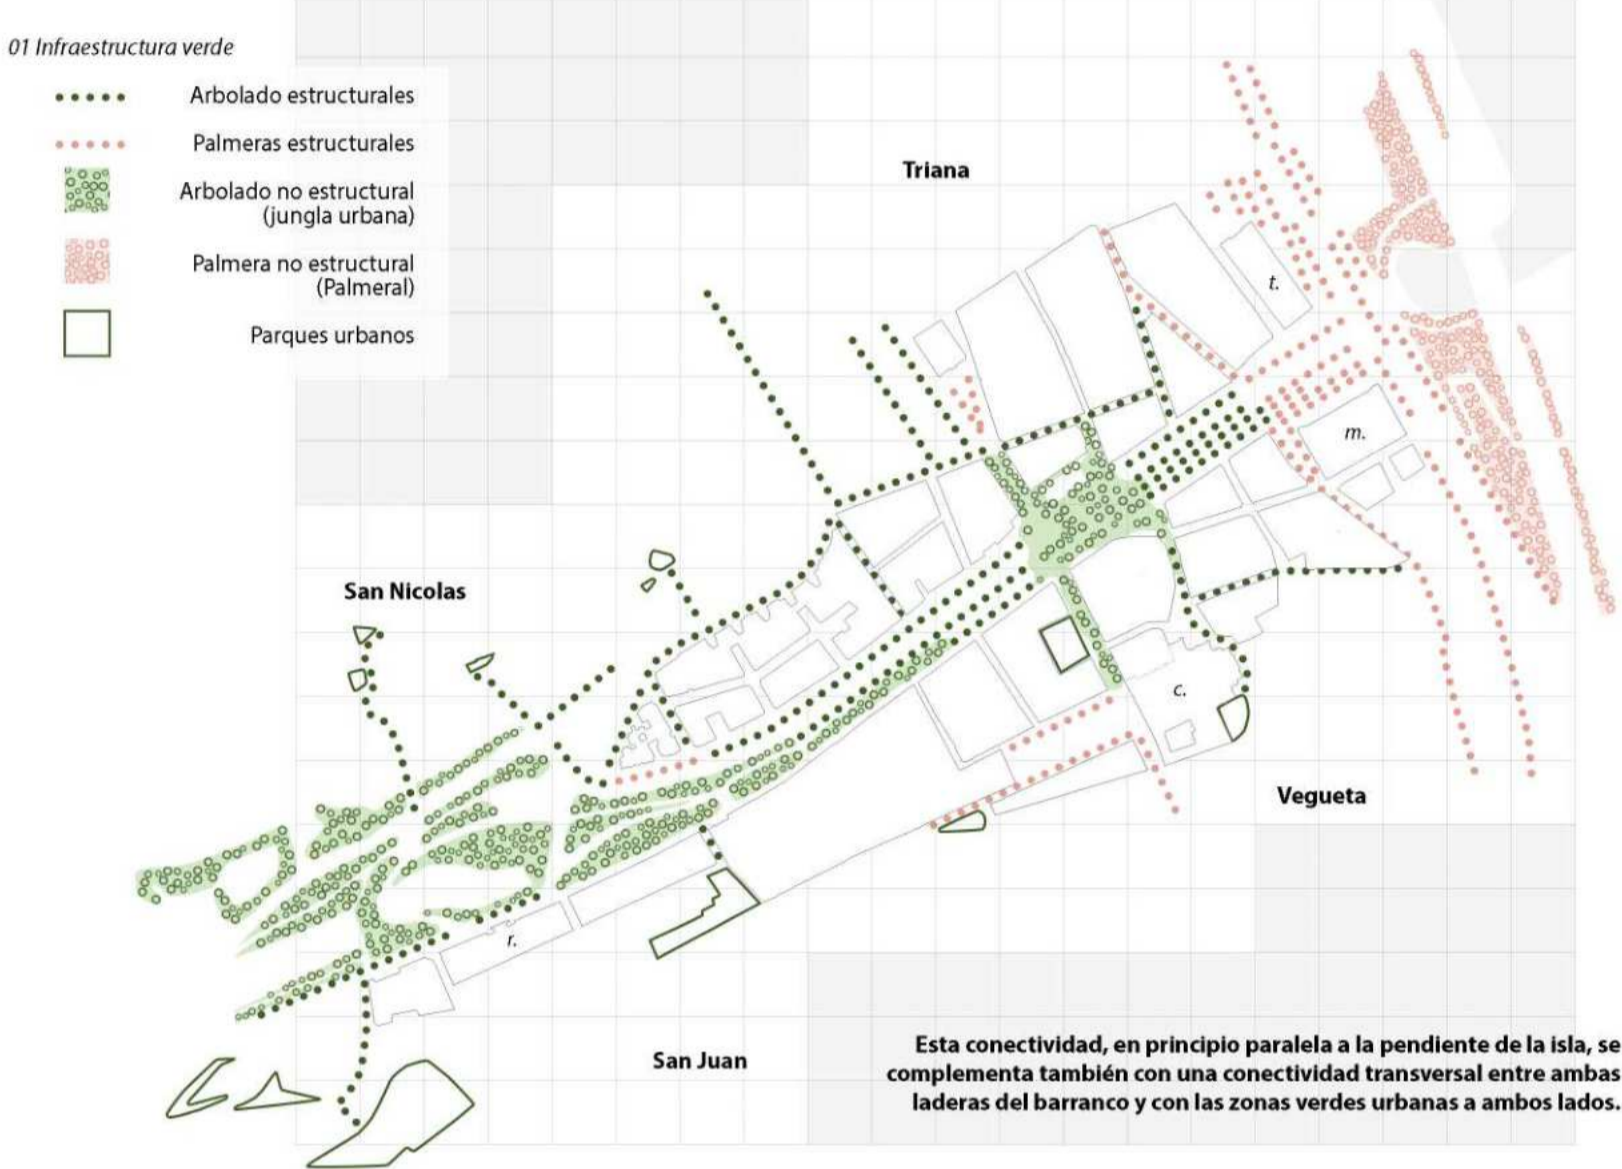 01 Infraestructura verde
Arbolado estructurales
Palmeras estructurales
Arbolado no estructural
(jungla urbana)
Palmera no estructural
(Palmeral)
Parques urbanos
Triana
t.
m.
San Nicolas
c.
Vegueta
r.
San Juan
Esta conectividad, en principio paralela a la pendiente de la isla, se
complementa también con una conectividad transversal entre ambas
laderas del barranco y con las zonas verdes urbanas a ambos lados.